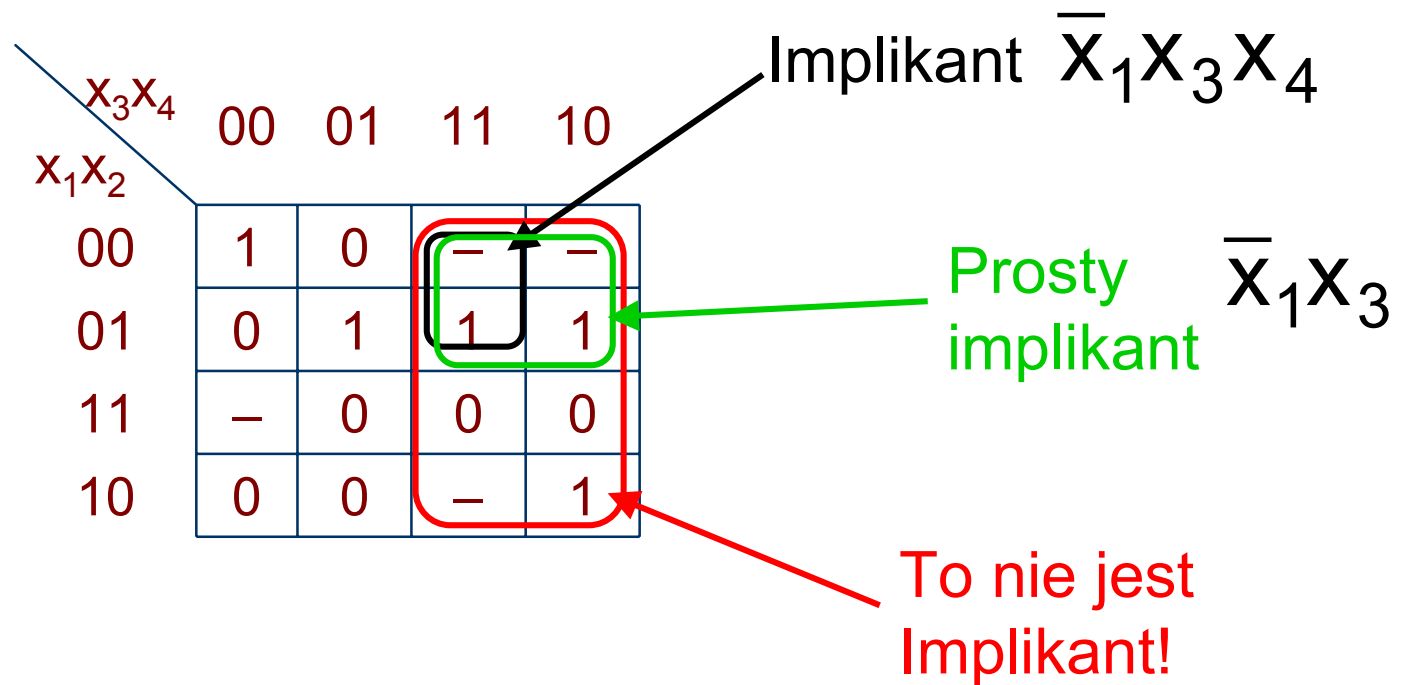 Implikant x̅₁x₃x₄
x₃x₄ 00 01 11 10
x₁x₂
00 1 0 – –
01 0 1 1 1
11 – 0 0 0
10 0 0 – 1
Prosty x̅₁x₃
implikant
To nie jest
Implikant!